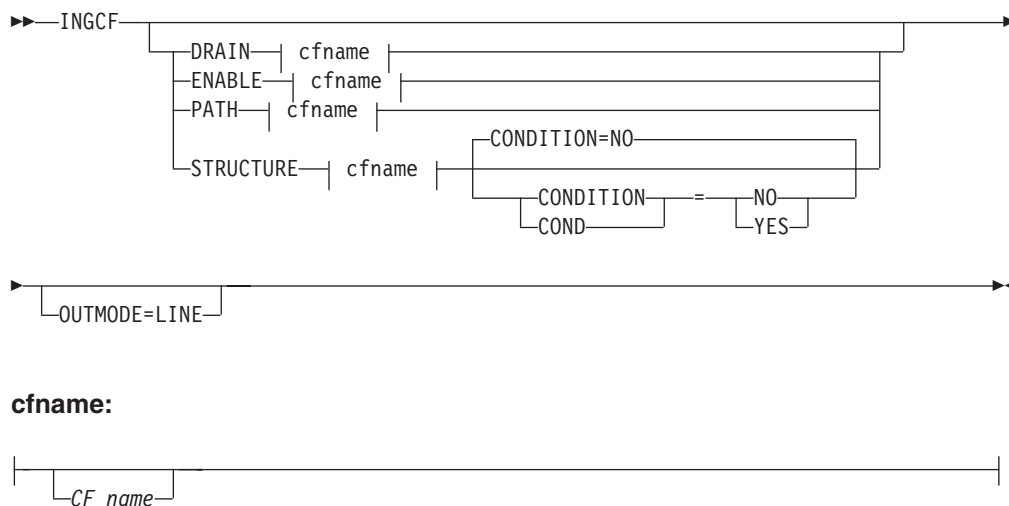 INGCF
DRAIN cfname
ENABLE cfname
PATH cfname
CONDITION=NO
STRUCTURE cfname
CONDITION = NO
COND YES
OUTMODE=LINE
cfname:
CF name